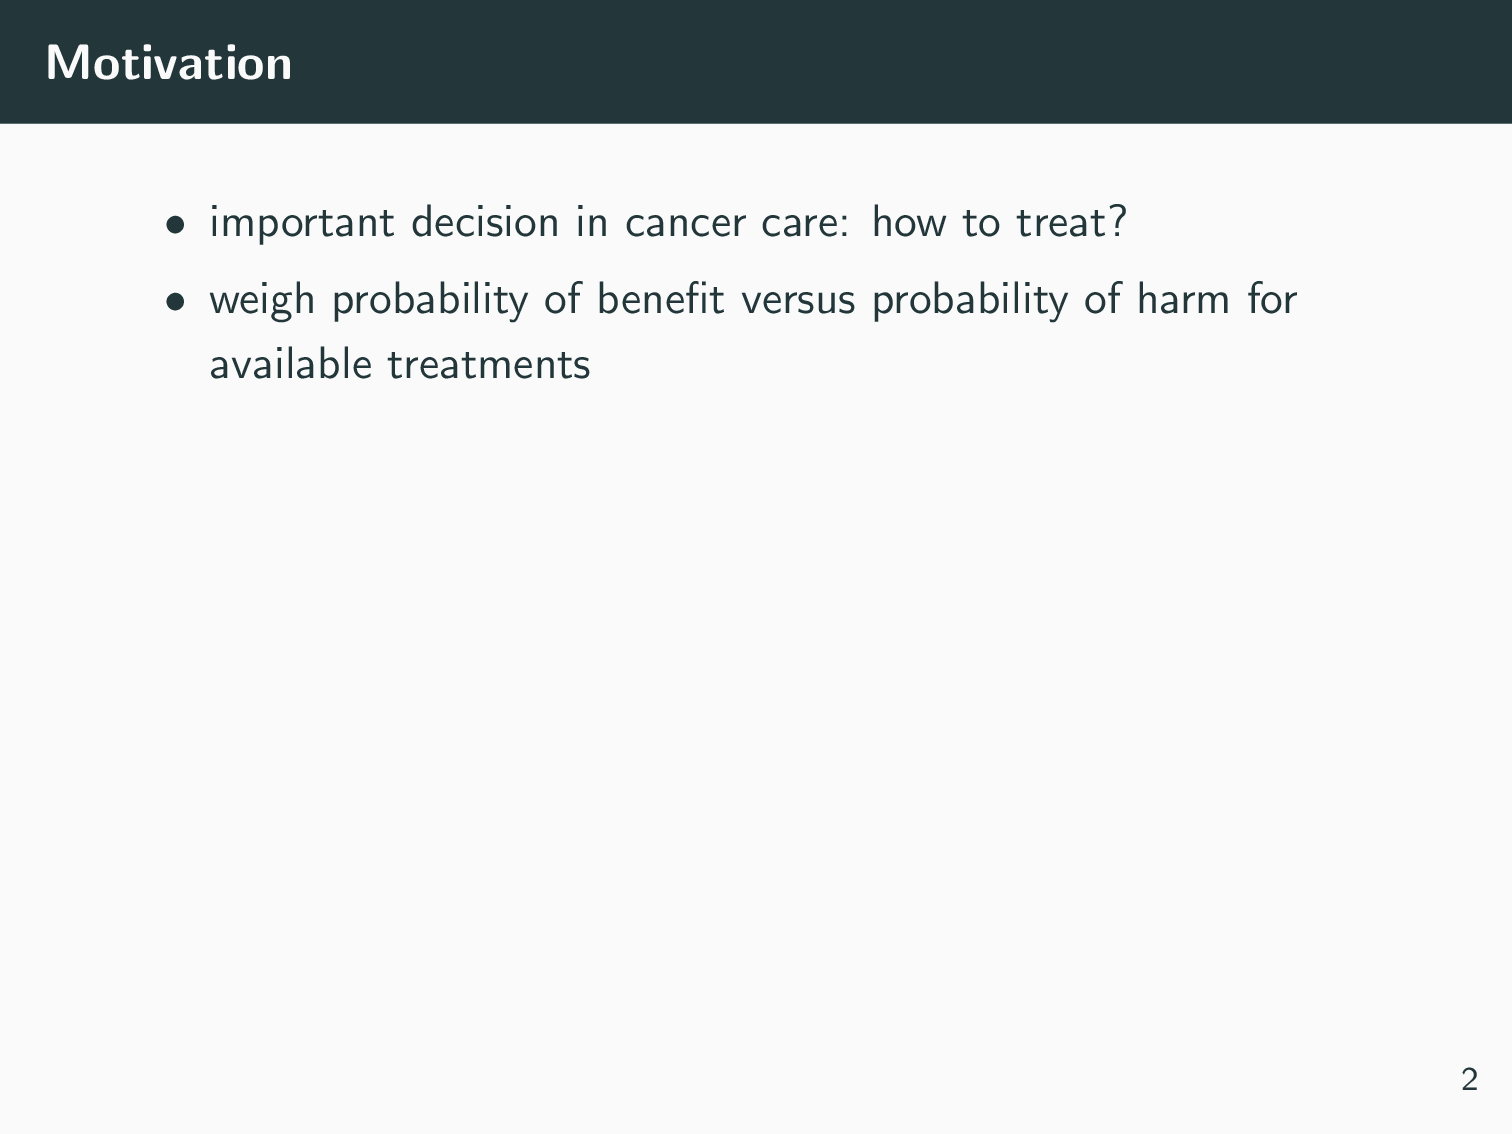 Motivation
• important decision in cancer care: how to treat?
• weigh probability of benefit versus probability of harm for
available treatments
2